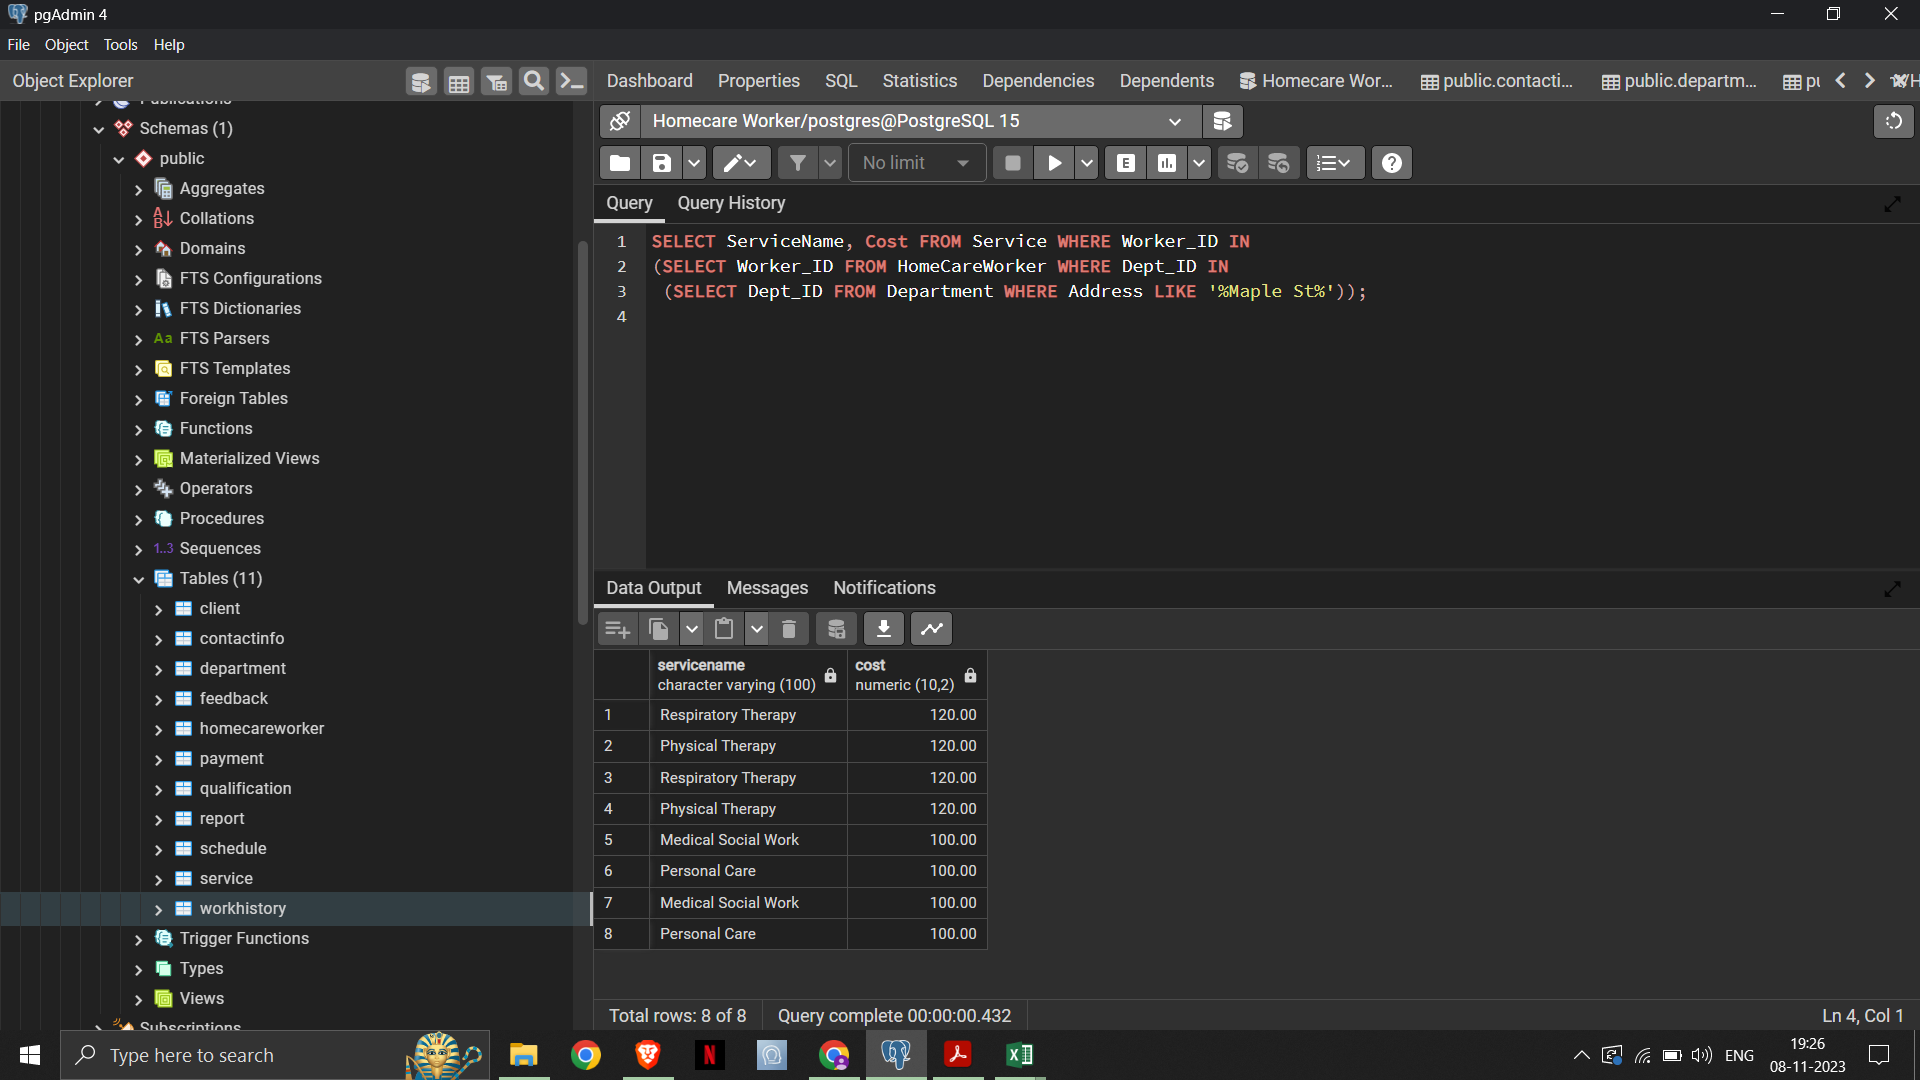 pgAdmin 4
File Object Tools Help
Object Explorer
Dashboard Properties SQL Statistics Dependencies Dependents Homecare Wor... public.contacti... public.departm... pu
Publications
Schemas (1)
public
Aggregates
Collations
Domains
FTS Configurations
FTS Dictionaries
FTS Parsers
FTS Templates
Foreign Tables
Functions
Materialized Views
Operators
Procedures
1..3 Sequences
Tables (11)
client
contactinfo
department
feedback
homecareworker
payment
qualification
report
schedule
service
workhistory
Trigger Functions
Types
Views
Subscriptions
Homecare Worker/postgres@PostgreSQL 15
No limit
E
Query Query History
1 SELECT ServiceName, Cost FROM Service WHERE Worker_ID IN
2 (SELECT Worker_ID FROM HomeCareWorker WHERE Dept_ID IN
3 (SELECT Dept_ID FROM Department WHERE Address LIKE '%Maple St%'));
4
Data Output Messages Notifications
servicename cost
character varying (100) numeric (10,2)
1 Respiratory Therapy 120.00
2 Physical Therapy 120.00
3 Respiratory Therapy 120.00
4 Physical Therapy 120.00
5 Medical Social Work 100.00
6 Personal Care 100.00
7 Medical Social Work 100.00
8 Personal Care 100.00
Total rows: 8 of 8 Query complete 00:00:00.432 Ln 4, Col 1
Type here to search
ENG
19:26
08-11-2023